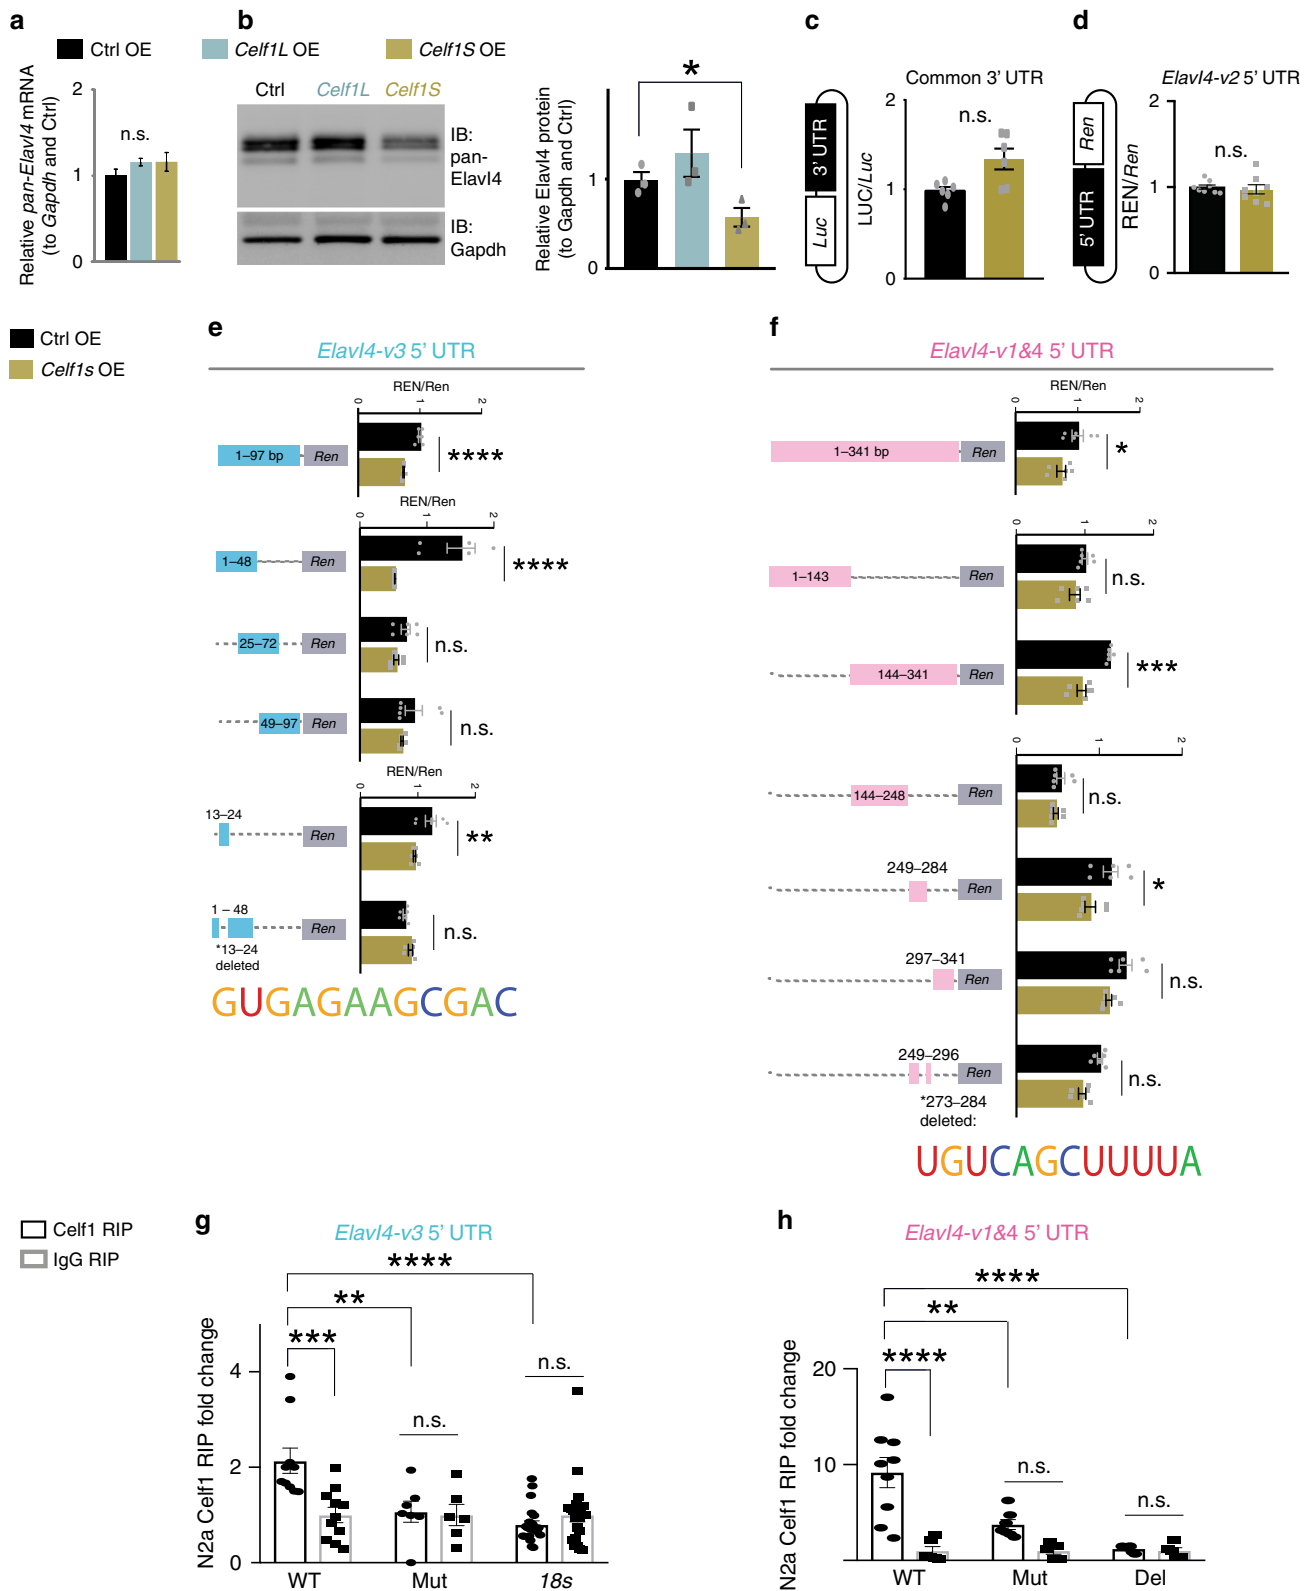 a
b
c
d
Ctrl OE
Celf1L OE
Celf1S OE
Relative pan-Elavl4 mRNA
(to Gapdh and Ctrl)
2
1
0
n.s.
Ctrl
Celf1L
Celf1S
IB:
pan-
Elavl4
IB:
Gapdh
Relative Elavl4 protein
(to Gapdh and Ctrl)
1
0
*
3' UTR
Luc
Common 3' UTR
LUC/Luc
2
1
0
n.s.
Ren
5' UTR
Elavl4-v2 5' UTR
REN/Ren
2
1
0
n.s.
Ctrl OE
Celf1s OE
e
Elavl4-v3 5' UTR
REN/Ren
0 1 2
1–97 bp
Ren
****
REN/Ren
0 1 2
1–48
Ren
****
25–72
Ren
n.s.
49–97
Ren
n.s.
REN/Ren
0 1 2
13–24
Ren
**
1 – 48
Ren
*13–24
deleted
n.s.
GUGAGAAGCGAC
f
Elavl4-v1&4 5' UTR
REN/Ren
0 1 2
1–341 bp
Ren
*
0 1 2
1–143
Ren
n.s.
144–341
Ren
***
0 1 2
144–248
Ren
n.s.
249–284
Ren
*
297–341
Ren
n.s.
249–296
Ren
*273–284
deleted:
n.s.
UGUCAGCUUUUA
Celf1 RIP
IgG RIP
g
Elavl4-v3 5' UTR
N2a Celf1 RIP fold change
4
2
0
****
**
***
n.s.
n.s.
WT
Mut
18s
h
Elavl4-v1&4 5' UTR
N2a Celf1 RIP fold change
20
10
****
**
****
n.s.
n.s.
WT
Mut
Del